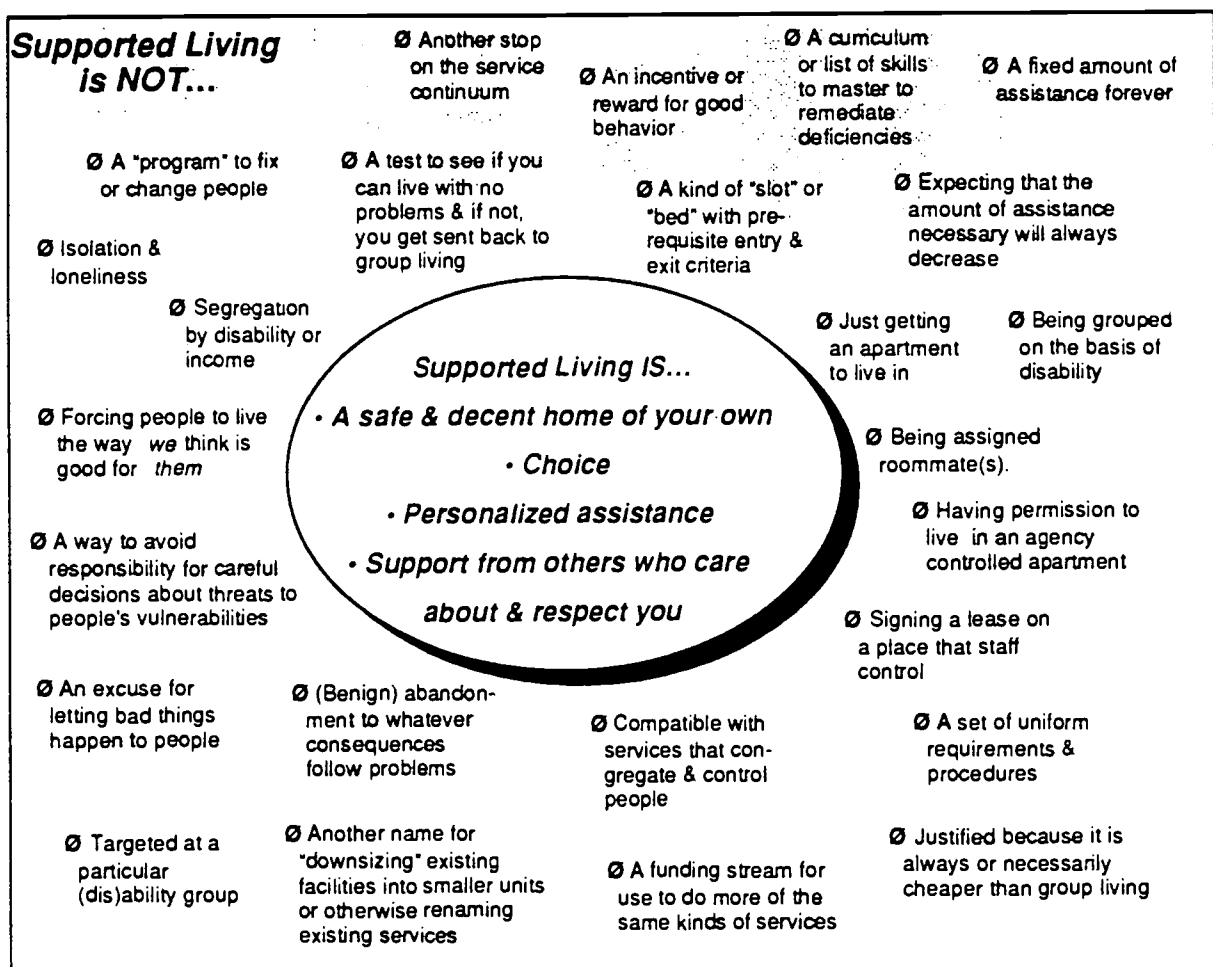 Supported Living
is NOT...
Ø Another stop
on the service
continuum
Ø An incentive or
reward for good
behavior
Ø A curriculum
or list of skills
to master to
remediate
deficiencies
Ø A fixed amount of
assistance forever
Ø A "program" to fix
or change people
Ø A test to see if you
can live with no
problems & if not,
you get sent back to
group living
Ø A kind of "slot" or
"bed" with pre-
requisite entry &
exit criteria
Ø Expecting that the
amount of assistance
necessary will always
decrease
Ø Isolation &
loneliness
Ø Segregation
by disability or
income
Ø Just getting
an apartment
to live in
Ø Being grouped
on the basis of
disability
Supported Living IS...
• A safe & decent home of your own
• Choice
• Personalized assistance
• Support from others who care
about & respect you
Ø Forcing people to live
the way we think is
good for them
Ø Being assigned
roommate(s).
Ø Having permission to
live in an agency
controlled apartment
Ø A way to avoid
responsibility for careful
decisions about threats to
people's vulnerabilities
Ø Signing a lease on
a place that staff
control
Ø An excuse for
letting bad things
happen to people
Ø (Benign) abandon-
ment to whatever
consequences
follow problems
Ø Compatible with
services that con-
gregate & control
people
Ø A set of uniform
requirements &
procedures
Ø Targeted at a
particular
(dis)ability group
Ø Another name for
"downsizing" existing
facilities into smaller units
or otherwise renaming
existing services
Ø A funding stream for
use to do more of the
same kinds of services
Ø Justified because it is
always or necessarily
cheaper than group living